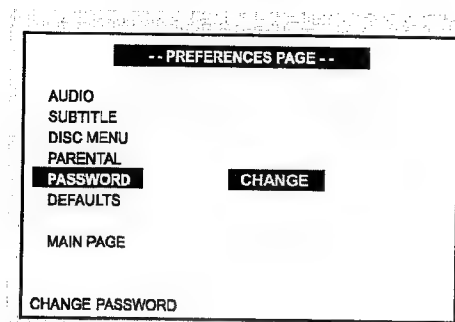 -- PREFERENCES PAGE --
AUDIO
SUBTITLE
DISC MENU
PARENTAL
PASSWORD CHANGE
DEFAULTS
MAIN PAGE
CHANGE PASSWORD